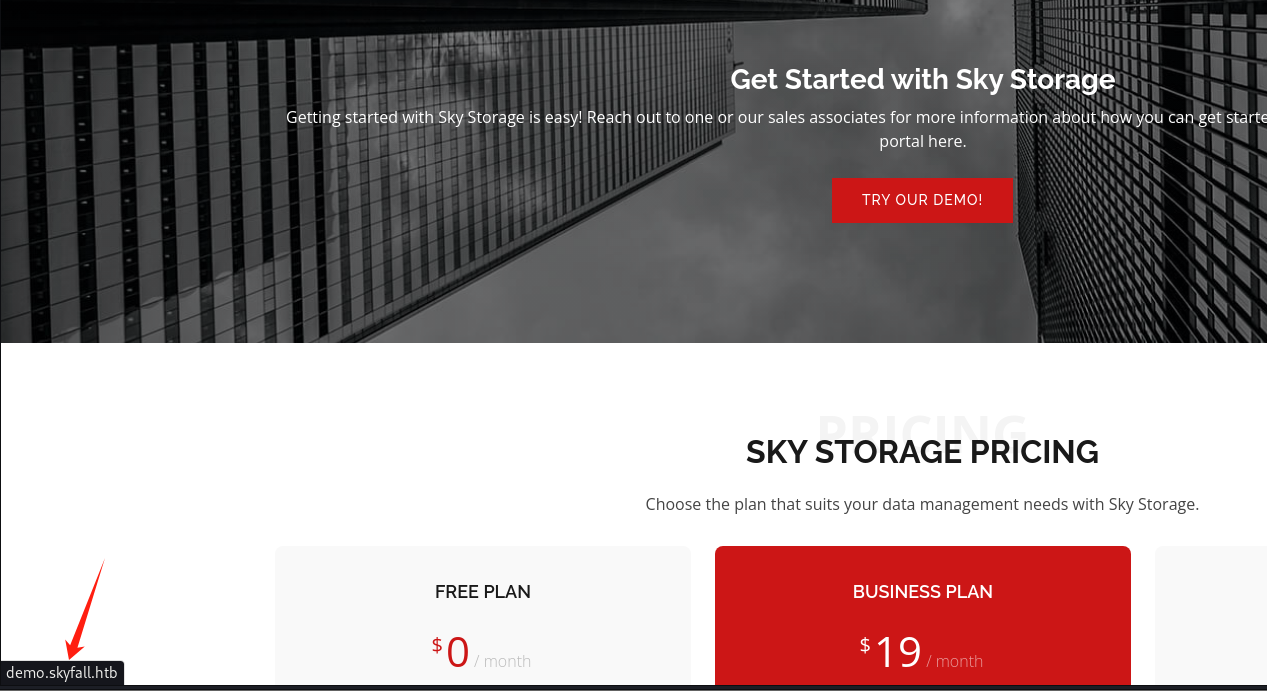 Get Started with Sky Storage
Getting started with Sky Storage is easy! Reach out to one or our sales associates for more information about how you can get starte
portal here.
TRY OUR DEMO!
PRICING
SKY STORAGE PRICING
Choose the plan that suits your data management needs with Sky Storage.
FREE PLAN
$0 / month
BUSINESS PLAN
$19 / month
demo.skyfall.htb